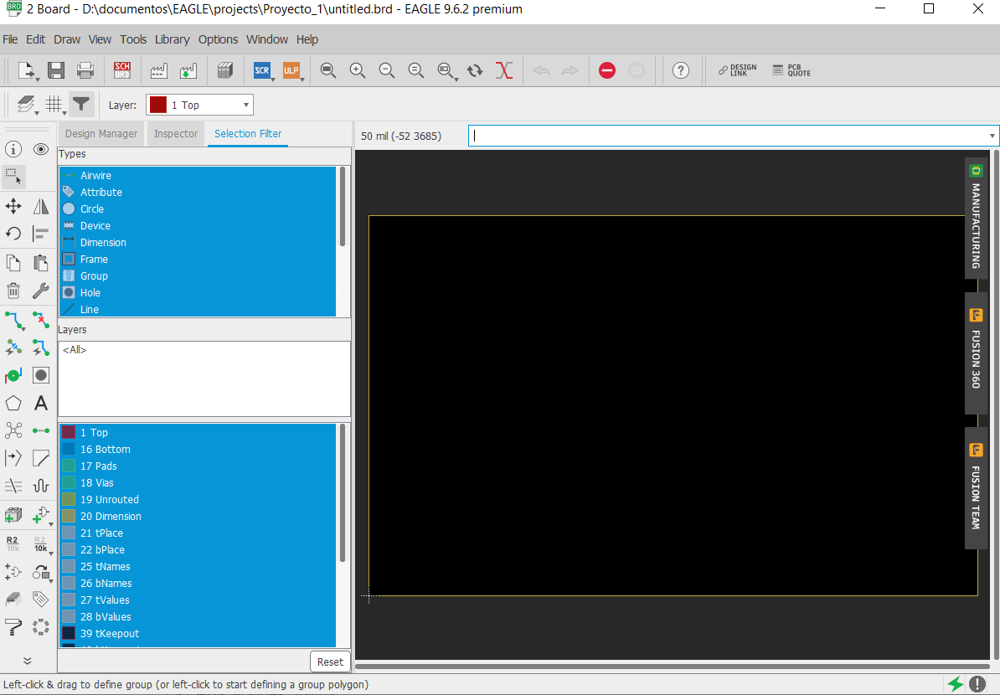 2 Board - D:\documentos\EAGLE\projects\Proyecto_1\untitled.brd - EAGLE 9.6.2 premium
File Edit Draw View Tools Library Options Window Help
SCH
BRD
SCR
ULP
GO
?
DESIGN
LINK
PCB
QUOTE
Layer:
1 Top
Design Manager
Inspector
Selection Filter
50 mil (-52 3685)
Types
Airwire
Attribute
Circle
Device
Dimension
Frame
Group
Hole
Line
Layers
<All>
1 Top
16 Bottom
17 Pads
18 Vias
19 Unrouted
20 Dimension
21 tPlace
22 bPlace
25 tNames
26 bNames
27 tValues
28 bValues
39 tKeepout
Reset
R2
10k
R2
10k
MANUFACTURING
FUSION 360
FUSION TEAM
Left-click & drag to define group (or left-click to start defining a group polygon)